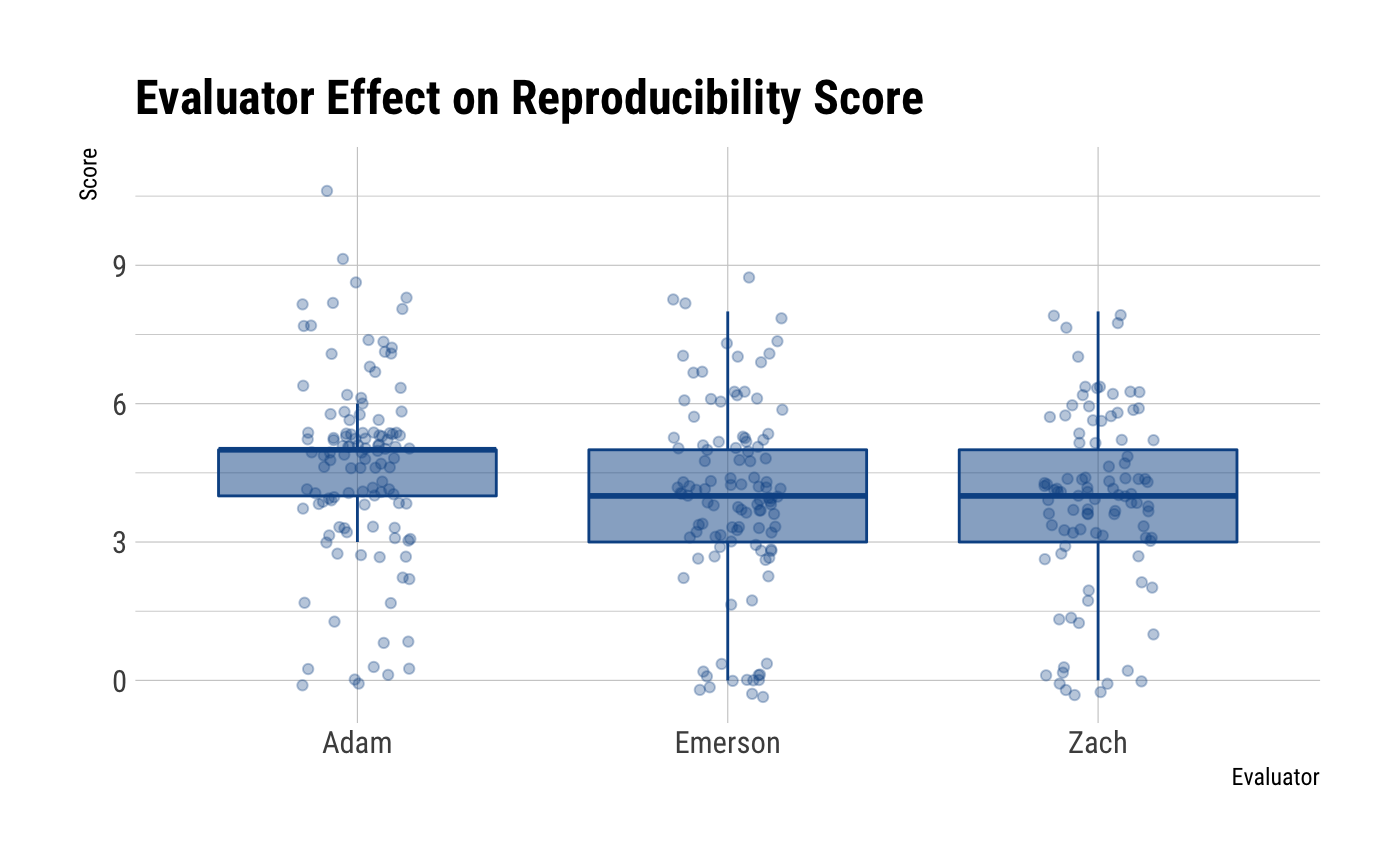 Evaluator Effect on Reproducibility Score
Score
9
6
3
0
Adam Emerson Zach
Evaluator